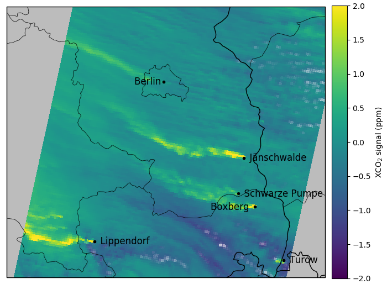 Berlin
Jänschwalde
Schwarze Pumpe
Boxberg
Lippendorf
Turow
2.0
1.5
1.0
0.5
0.0
−0.5
−1.0
−1.5
−2.0
XCO₂ signal (ppm)